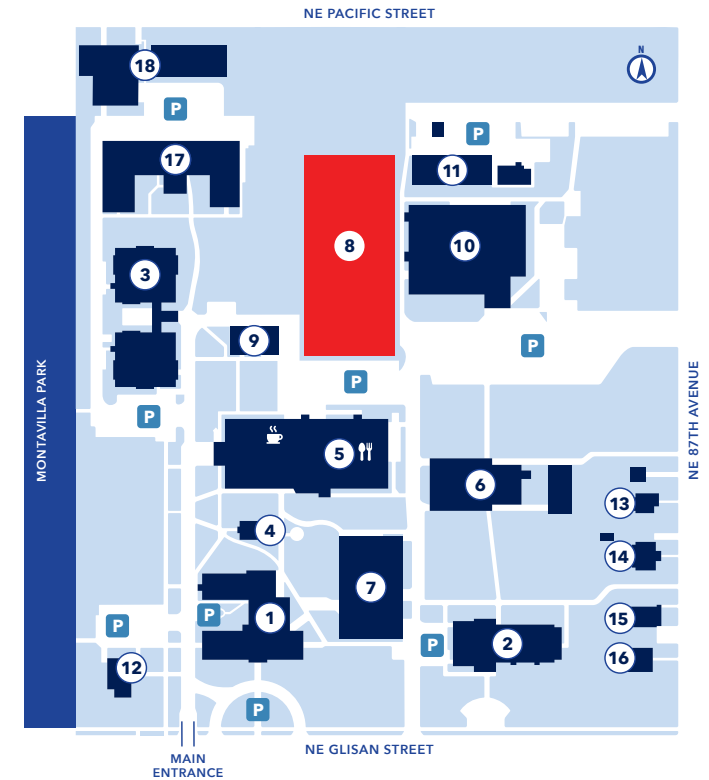 NE PACIFIC STREET
N
18
P
P
17
11
8
10
3
9
P
P
MONTAVILLA PARK
NE 87TH AVENUE
P
5
6
13
4
14
7
P
P
1
15
2
P
12
16
P
NE GLISAN STREET
MAIN
ENTRANCE